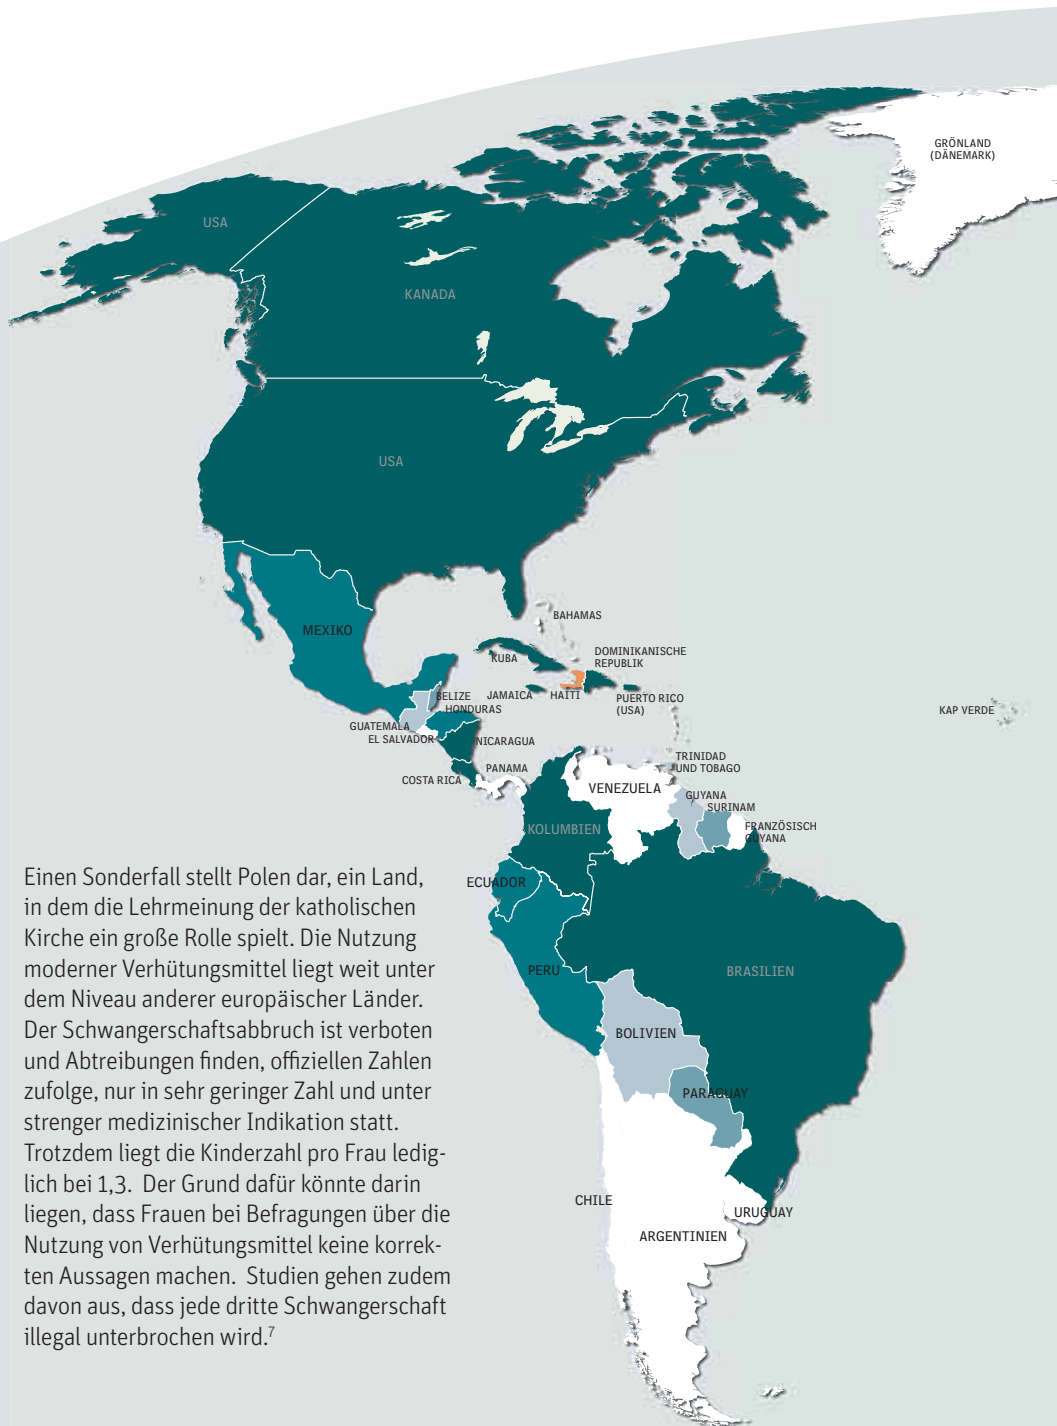 GRÖNLAND
(DÄNEMARK)
USA
KANADA
USA
MEXIKO
BAHAMAS
KUBA
DOMINIKANISCHE
REPUBLIK
BELIZE
JAMAICA
HAITI
PUERTO RICO
(USA)
HONDURAS
KAP VERDE
GUATEMALA
EL SALVADOR
NICARAGUA
TRINIDAD
UND TOBAGO
COSTA RICA
PANAMA
VENEZUELA
GUYANA
SURINAM
FRANZÖSISCH
GUYANA
KOLUMBIEN
ECUADOR
PERU
BRASILIEN
BOLIVIEN
PARAGUAY
CHILE
URUGUAY
ARGENTINIEN
Einen Sonderfall stellt Polen dar, ein Land,
in dem die Lehrmeinung der katholischen
Kirche ein große Rolle spielt. Die Nutzung
moderner Verhütungsmittel liegt weit unter
dem Niveau anderer europäischer Länder.
Der Schwangerschaftsabbruch ist verboten
und Abtreibungen finden, offiziellen Zahlen
zufolge, nur in sehr geringer Zahl und unter
strenger medizinischer Indikation statt.
Trotzdem liegt die Kinderzahl pro Frau ledig-
lich bei 1,3. Der Grund dafür könnte darin
liegen, dass Frauen bei Befragungen über die
Nutzung von Verhütungsmittel keine korrek-
ten Aussagen machen. Studien gehen zudem
davon aus, dass jede dritte Schwangerschaft
illegal unterbrochen wird.⁷